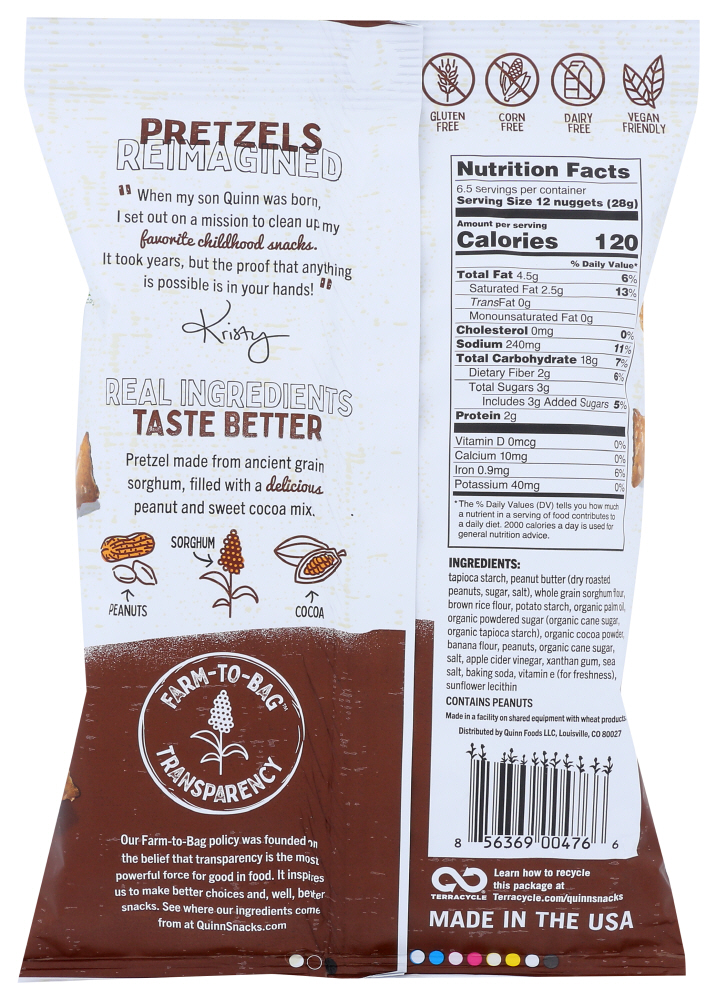 PRETZELS
REIMAGINED
" When my son Quinn was born,
I set out on a mission to clean up my
favorite childhood snacks.
It took years, but the proof that anything
is possible is in your hands! "
Kristy
REAL INGREDIENTS
TASTE BETTER
Pretzel made from ancient grain
sorghum, filled with a delicious
peanut and sweet cocoa mix.
PEANUTS
SORGHUM
COCOA
FARM-TO-BAG™
TRANSPARENCY
Our Farm-to-Bag policy was founded on
the belief that transparency is the most
powerful force for good in food. It inspires
us to make better choices and, well, better
snacks. See where our ingredients come
from at QuinnSnacks.com
GLUTEN
FREE
CORN
FREE
DAIRY
FREE
VEGAN
FRIENDLY
Nutrition Facts
6.5 servings per container
Serving Size 12 nuggets (28g)
Amount per serving
Calories 120
% Daily Value*
Total Fat 4.5g 6%
Saturated Fat 2.5g 13%
TransFat 0g
Monounsaturated Fat 0g
Cholesterol 0mg 0%
Sodium 240mg 11%
Total Carbohydrate 18g 7%
Dietary Fiber 2g 6%
Total Sugars 3g
Includes 3g Added Sugars 5%
Protein 2g
Vitamin D 0mcg 0%
Calcium 10mg 0%
Iron 0.9mg 6%
Potassium 40mg 0%
*The % Daily Values (DV) tells you how much
a nutrient in a serving of food contributes to
a daily diet. 2000 calories a day is used for
general nutrition advice.
INGREDIENTS:
tapioca starch, peanut butter (dry roasted
peanuts, sugar, salt), whole grain sorghum flour,
brown rice flour, potato starch, organic palm oil,
organic powdered sugar (organic cane sugar,
organic tapioca starch), organic cocoa powder,
banana flour, peanuts, organic cane sugar,
salt, apple cider vinegar, xanthan gum, sea
salt, baking soda, vitamin e (for freshness),
sunflower lecithin
CONTAINS PEANUTS
Made in a facility on shared equipment with wheat products
Distributed by Quinn Foods LLC, Louisville, CO 80027
8 56369 00476 6
TERRACYCLE
Learn how to recycle
this package at
Terracycle.com/quinnsnacks
MADE IN THE USA